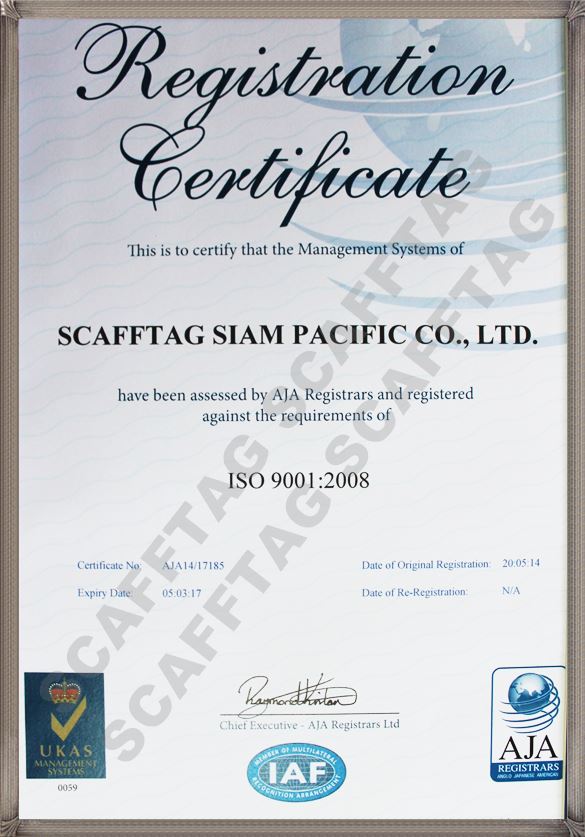 Registration
Certificate
This is to certify that the Management Systems of
SCAFFTAG SIAM PACIFIC CO., LTD.
have been assessed by AJA Registrars and registered
against the requirements of
ISO 9001:2008
Certificate No: AJA14/17185
Date of Original Registration: 20:05:14
Expiry Date: 05:03:17
Date of Re-Registration: N/A
SCAFFTAG SCAFFTAG
SCAFFTAG SCAFFTAG
Chief Executive - AJA Registrars Ltd
UKAS
MANAGEMENT
SYSTEMS
0059
MEMBER OF MULTILATERAL
IAF
RECOGNITION ARRANGEMENT
AJA
REGISTRARS
ANGLO JAPANESE AMERICAN